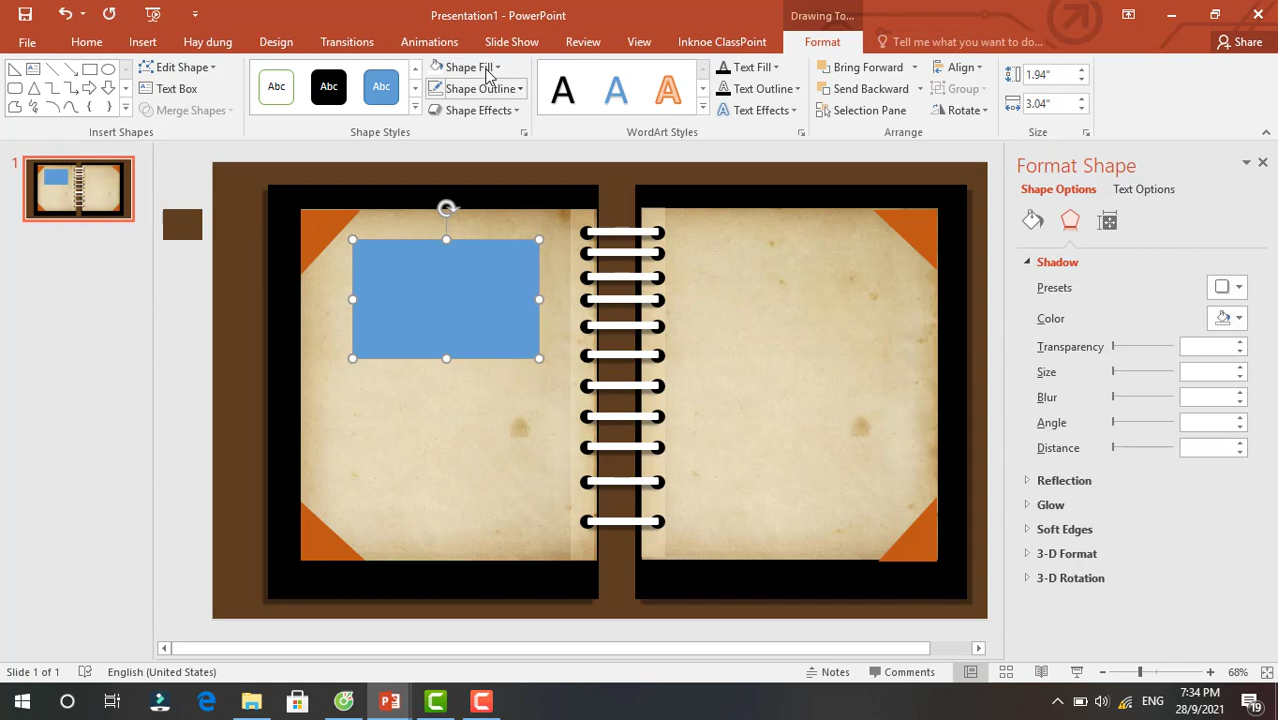 Presentation1 - PowerPoint
Drawing To...
File
Home
Insert
Hay dung
Design
Transitions
Animations
Slide Show
Review
View
Inknoe ClassPoint
Format
Tell me what you want to do...
Share
Edit Shape
Text Box
Merge Shapes
Insert Shapes
Abc
Abc
Abc
Shape Fill
Shape Outline
Shape Effects
Shape Styles
A
A
A
Text Fill
Text Outline
Text Effects
WordArt Styles
Bring Forward
Send Backward
Selection Pane
Align
Group
Rotate
Arrange
1.94"
3.04"
Size
1
Format Shape
Shape Options
Text Options
Shadow
Presets
Color
Transparency
Size
Blur
Angle
Distance
Reflection
Glow
Soft Edges
3-D Format
3-D Rotation
Slide 1 of 1
English (United States)
Notes
Comments
68%
ENG
7:34 PM
28/9/2021
19